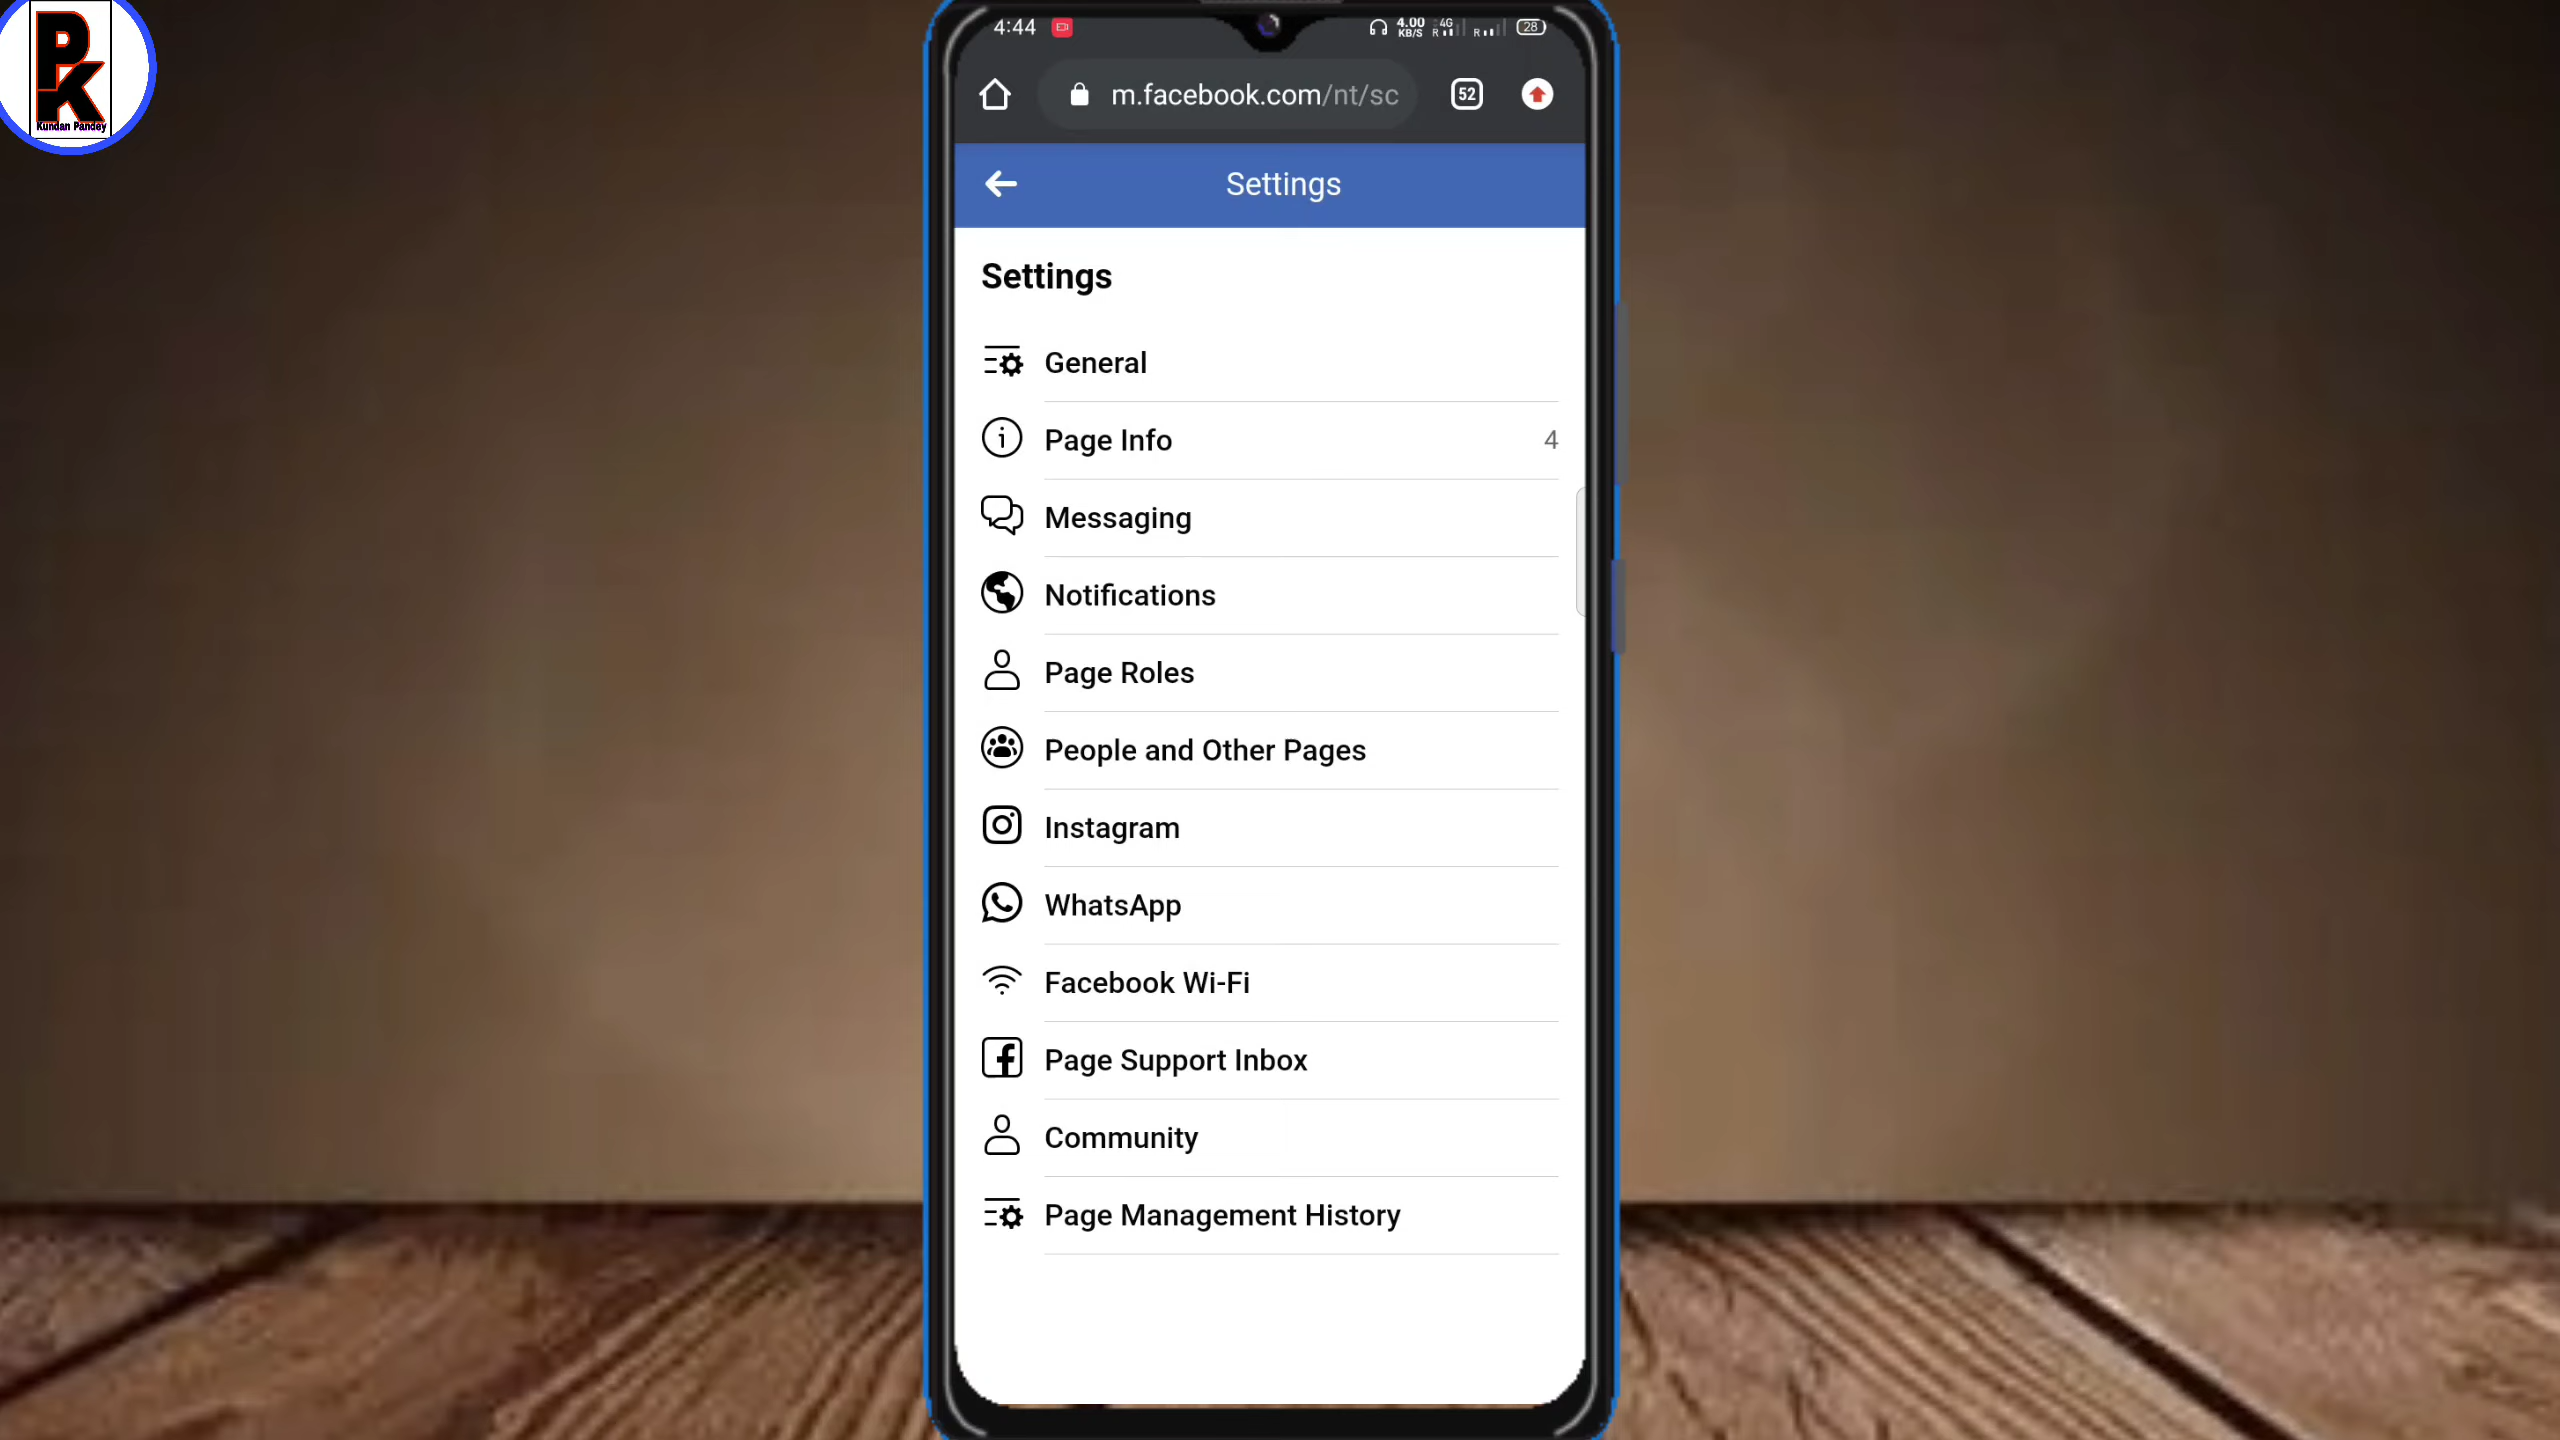 PK
Kundan Pandey
4:44
4.00
KB/S
4G
R
R
28
m.facebook.com/nt/sc
52
Settings
Settings
General
Page Info 4
Messaging
Notifications
Page Roles
People and Other Pages
Instagram
WhatsApp
Facebook Wi-Fi
Page Support Inbox
Community
Page Management History